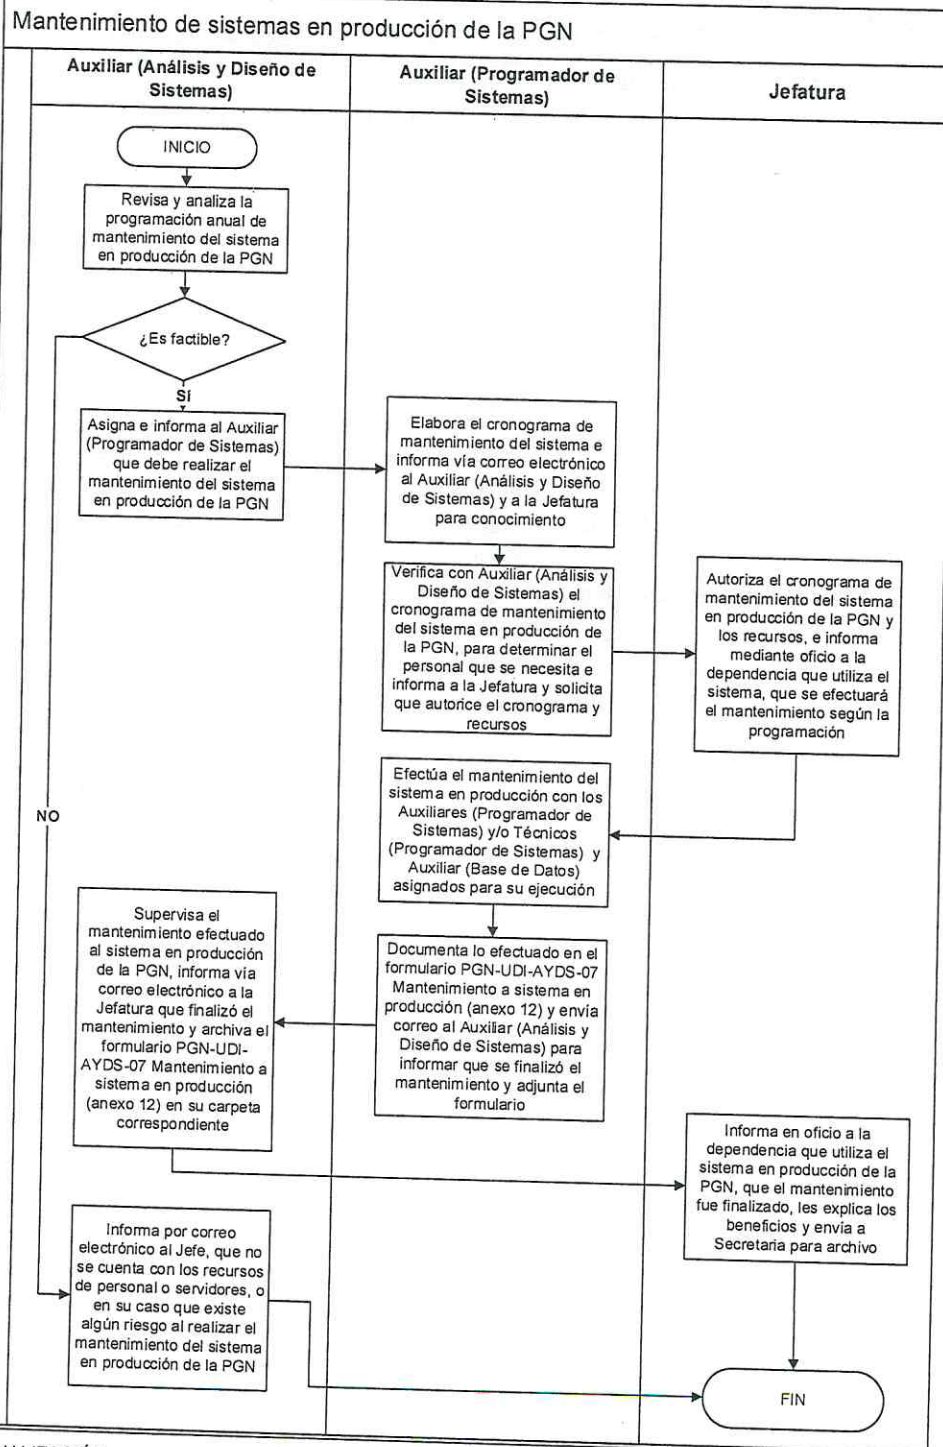 Mantenimiento de sistemas en producción de la PGN
Auxiliar (Análisis y Diseño de
Sistemas)
Auxiliar (Programador de
Sistemas)
Jefatura
INICIO
Revisa y analiza la
programación anual de
mantenimiento del sistema
en producción de la PGN
¿Es factible?
SÍ
Asigna e informa al Auxiliar
(Programador de Sistemas)
que debe realizar el
mantenimiento del sistema
en producción de la PGN
Elabora el cronograma de
mantenimiento del sistema e
informa vía correo electrónico
al Auxiliar (Análisis y Diseño
de Sistemas) y a la Jefatura
para conocimiento
Verifica con Auxiliar (Análisis y
Diseño de Sistemas) el
cronograma de mantenimiento
del sistema en producción de
la PGN, para determinar el
personal que se necesita e
informa a la Jefatura y solicita
que autorice el cronograma y
recursos
Autoriza el cronograma de
mantenimiento del sistema
en producción de la PGN y
los recursos, e informa
mediante oficio a la
dependencia que utiliza el
sistema, que se efectuará
el mantenimiento según la
programación
Efectúa el mantenimiento del
sistema en producción con los
Auxiliares (Programador de
Sistemas) y/o Técnicos
(Programador de Sistemas) y
Auxiliar (Base de Datos)
asignados para su ejecución
NO
Supervisa el
mantenimiento efectuado
al sistema en producción
de la PGN, informa vía
correo electrónico a la
Jefatura que finalizó el
mantenimiento y archiva el
formulario PGN-UDI-
AYDS-07 Mantenimiento a
sistema en producción
(anexo 12) en su carpeta
correspondiente
Documenta lo efectuado en el
formulario PGN-UDI-AYDS-07
Mantenimiento a sistema en
producción (anexo 12) y envía
correo al Auxiliar (Análisis y
Diseño de Sistemas) para
informar que se finalizó el
mantenimiento y adjunta el
formulario
Informa en oficio a la
dependencia que utiliza el
sistema en producción de la
PGN, que el mantenimiento
fue finalizado, les explica los
beneficios y envía a
Secretaria para archivo
Informa por correo
electrónico al Jefe, que no
se cuenta con los recursos
de personal o servidores, o
en su caso que existe
algún riesgo al realizar el
mantenimiento del sistema
en producción de la PGN
FIN